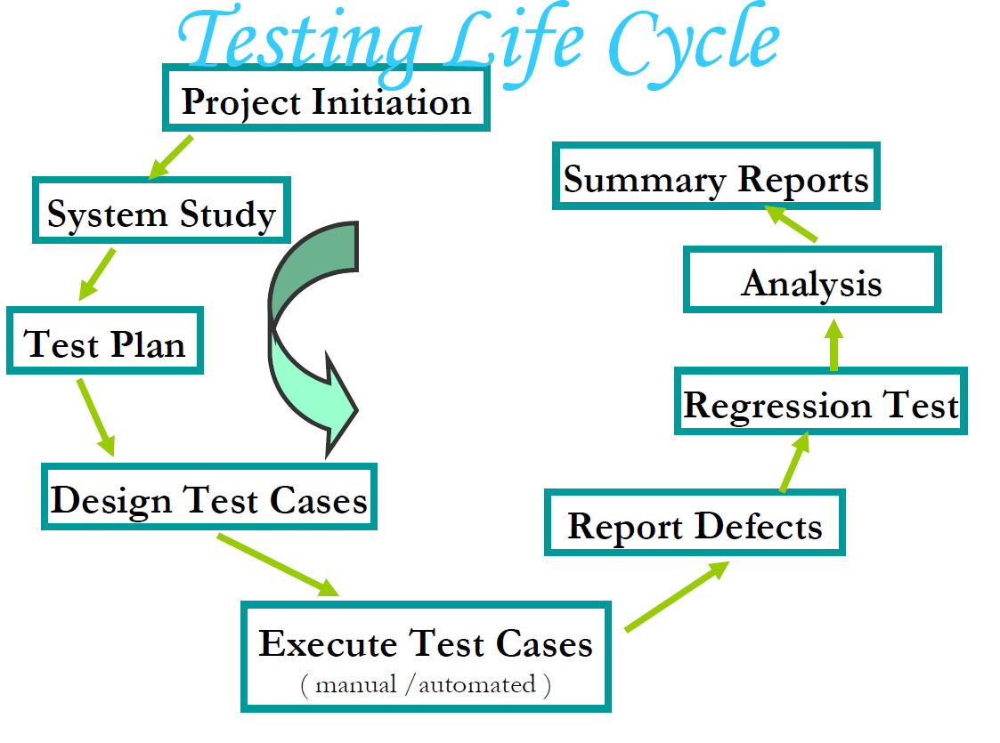 Testing Life Cycle
Project Initiation
System Study
Test Plan
Design Test Cases
Execute Test Cases
( manual /automated )
Report Defects
Regression Test
Analysis
Summary Reports